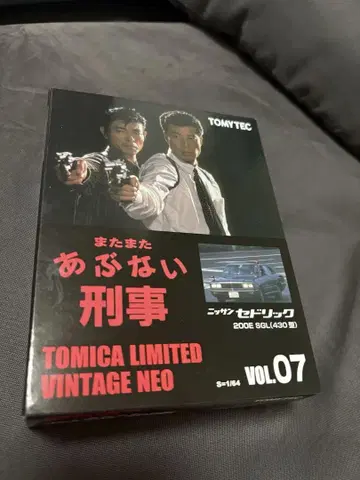 TOMYTEC
またまた
あぶない
刑事
ニッサン セドリック
200E SGL(430型)
TOMICA LIMITED
VINTAGE NEO
S=1/64
VOL.07